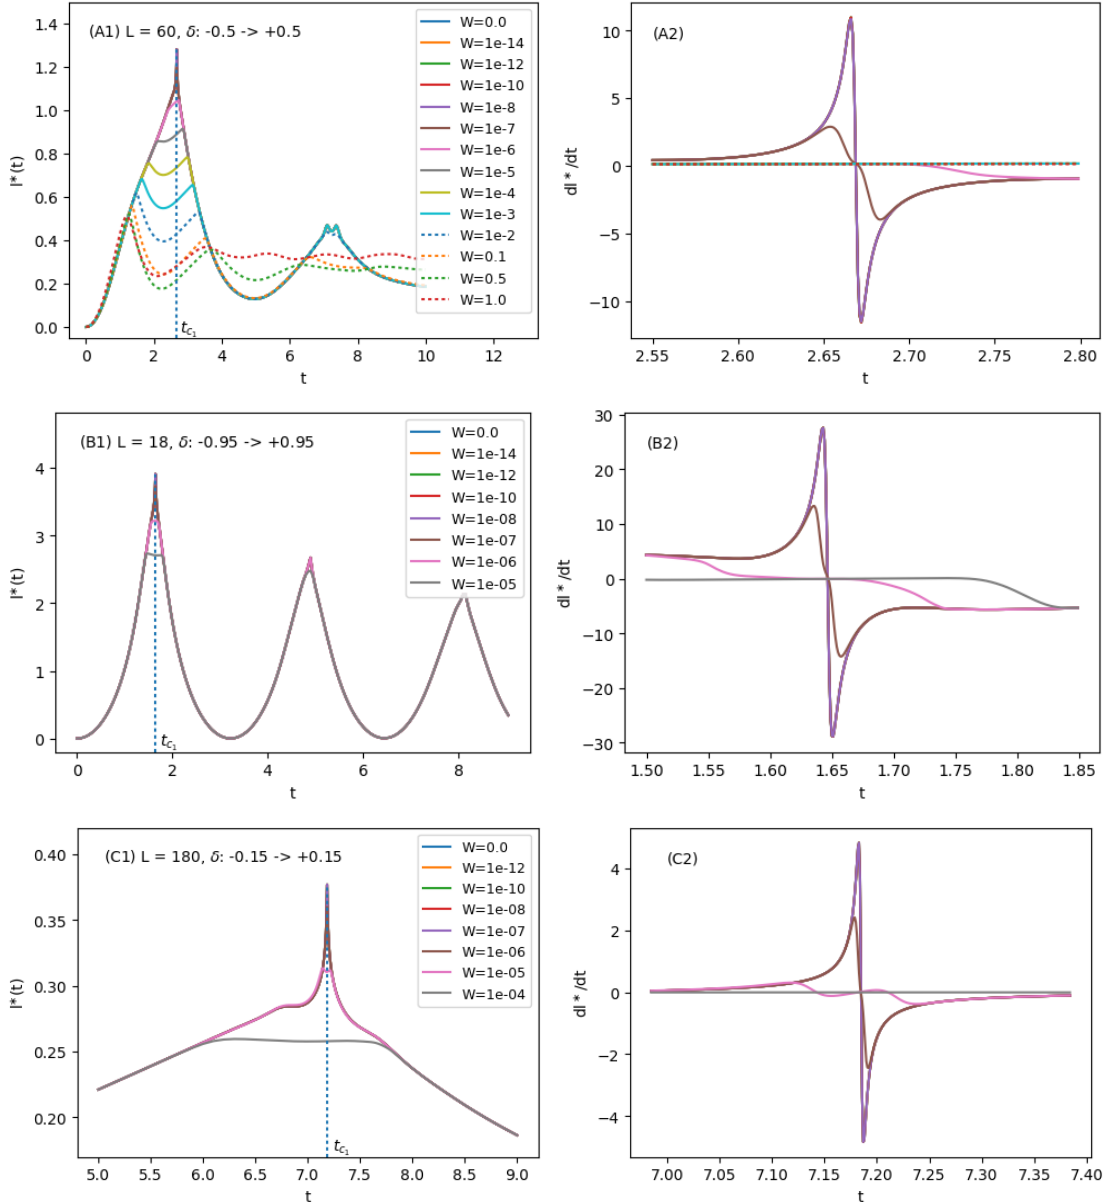 (A1) L = 60, δ: -0.5 -> +0.5
1.4
1.2
1.0
0.8
0.6
0.4
0.2
0.0
I*(t)
0
2
4
6
8
10
12
t
t_{c_1}
W=0.0
W=1e-14
W=1e-12
W=1e-10
W=1e-8
W=1e-7
W=1e-6
W=1e-5
W=1e-4
W=1e-3
W=1e-2
W=0.1
W=0.5
W=1.0
(A2)
10
5
0
−5
−10
dI*/dt
2.55
2.60
2.65
2.70
2.75
2.80
t
(B1) L = 18, δ: -0.95 -> +0.95
4
3
2
1
0
I*(t)
0
2
4
6
8
t
t_{c_1}
W=0.0
W=1e-14
W=1e-12
W=1e-10
W=1e-08
W=1e-07
W=1e-06
W=1e-05
(B2)
30
20
10
0
−10
−20
−30
dI*/dt
1.50
1.55
1.60
1.65
1.70
1.75
1.80
1.85
t
(C1) L = 180, δ: -0.15 -> +0.15
0.40
0.35
0.30
0.25
0.20
I*(t)
5.0
5.5
6.0
6.5
7.0
7.5
8.0
8.5
9.0
t
t_{c_1}
W=0.0
W=1e-12
W=1e-10
W=1e-08
W=1e-07
W=1e-06
W=1e-05
W=1e-04
(C2)
4
2
0
−2
−4
dI*/dt
7.00
7.05
7.10
7.15
7.20
7.25
7.30
7.35
7.40
t